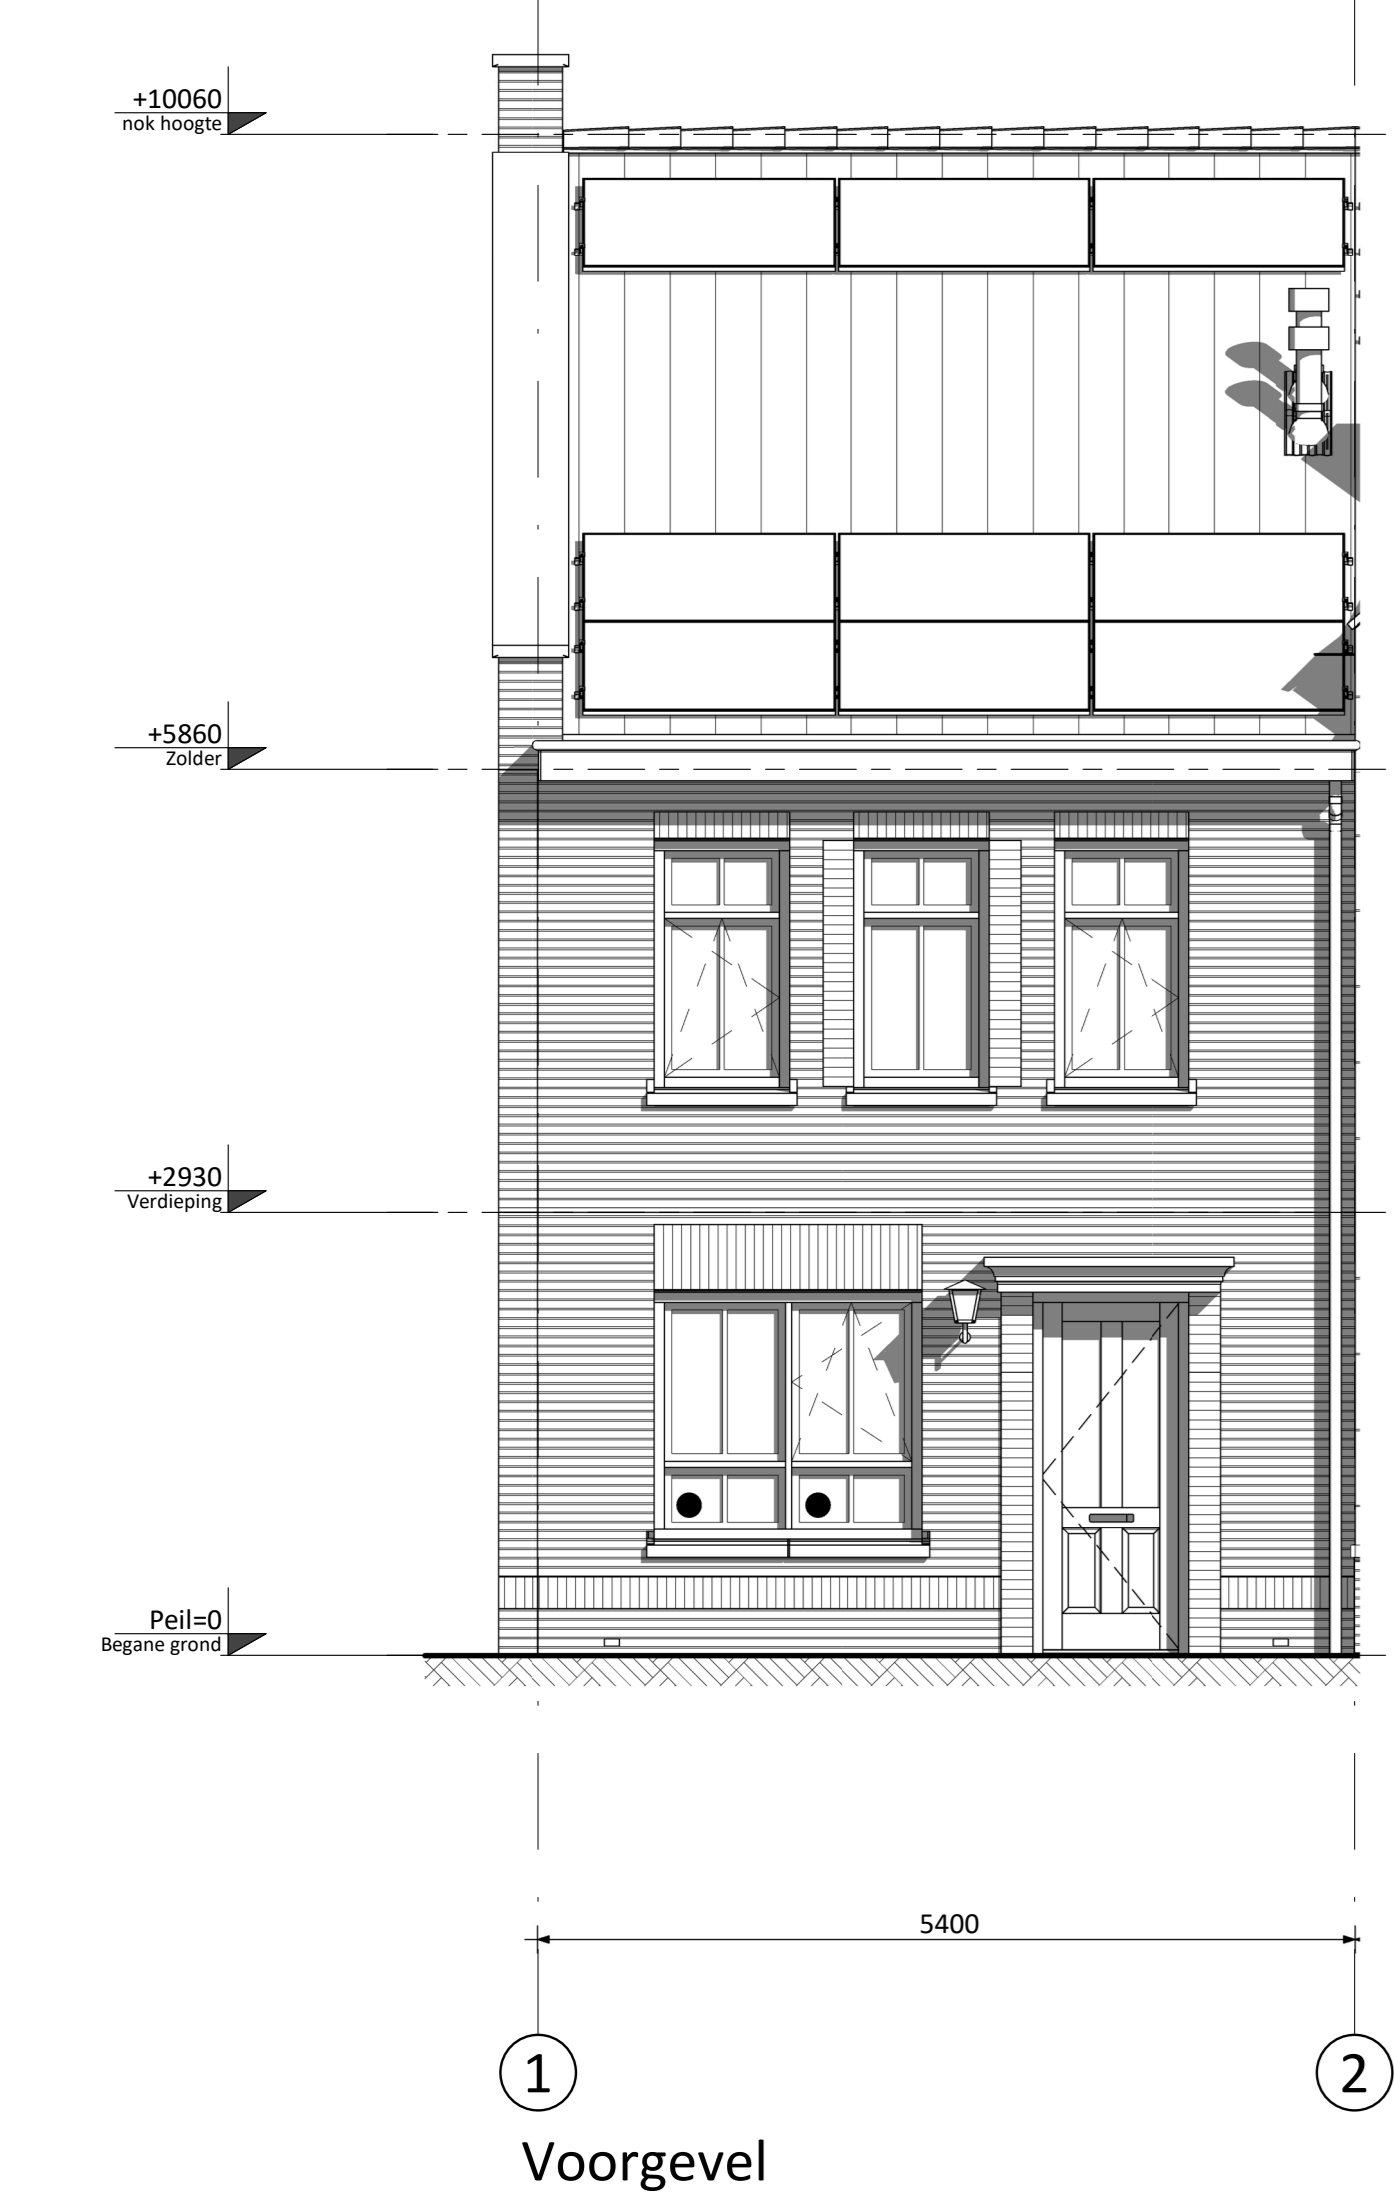 +10060
nok hoogte
+5860
Zolder
+2930
Verdieping
Peil=0
Begane grond
5400
1
2
Voorgevel